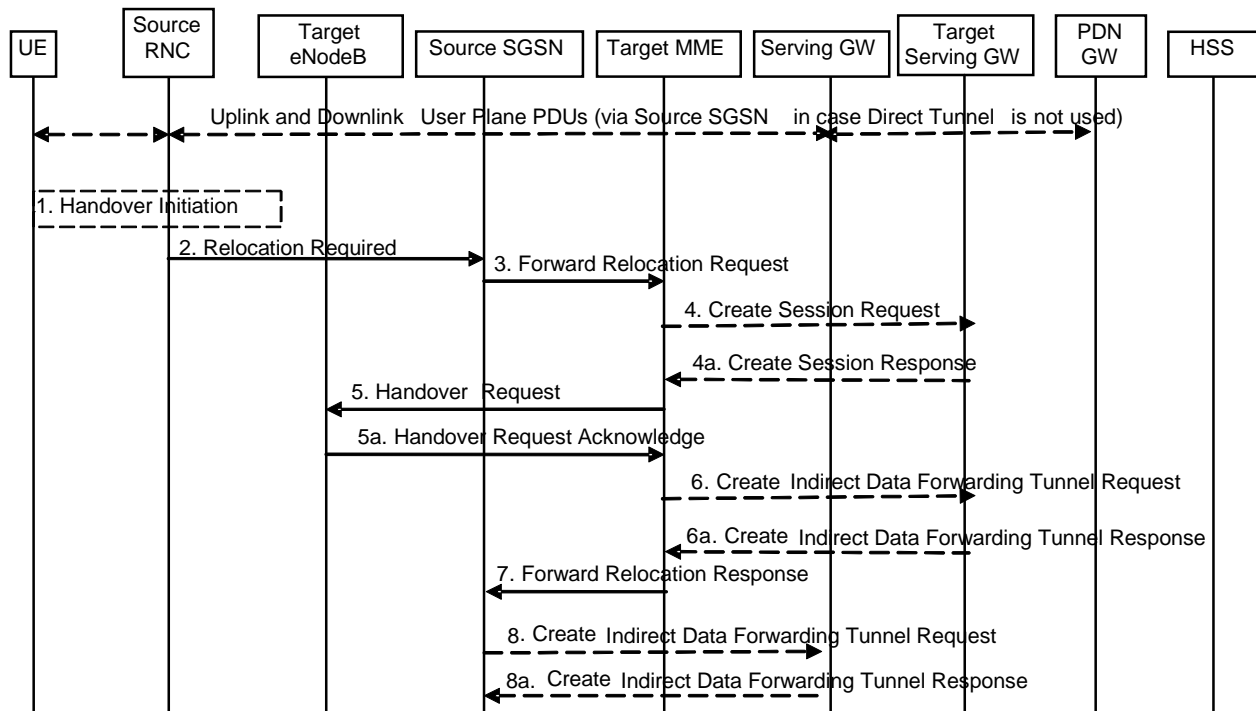 UE
Source
RNC
Target
eNodeB
Source SGSN
Target MME
Serving GW
Target
Serving GW
PDN
GW
HSS
Uplink and Downlink User Plane PDUs (via Source SGSN in case Direct Tunnel is not used)
1. Handover Initiation
2. Relocation Required
3. Forward Relocation Request
4. Create Session Request
4a. Create Session Response
5. Handover Request
5a. Handover Request Acknowledge
6. Create Indirect Data Forwarding Tunnel Request
6a. Create Indirect Data Forwarding Tunnel Response
7. Forward Relocation Response
8. Create Indirect Data Forwarding Tunnel Request
8a. Create Indirect Data Forwarding Tunnel Response